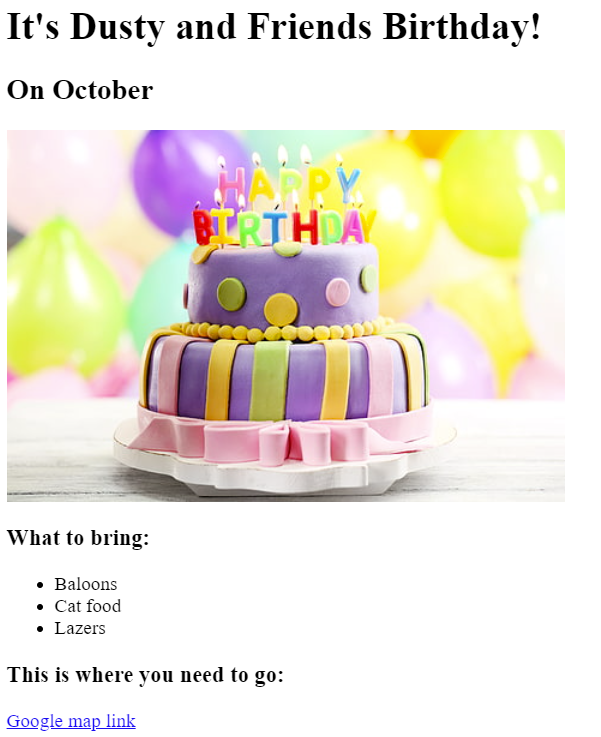 It's Dusty and Friends Birthday!
On October
HAPPY
BIRTHDAY
What to bring:
Baloons
Cat food
Lazers
This is where you need to go:
Google map link